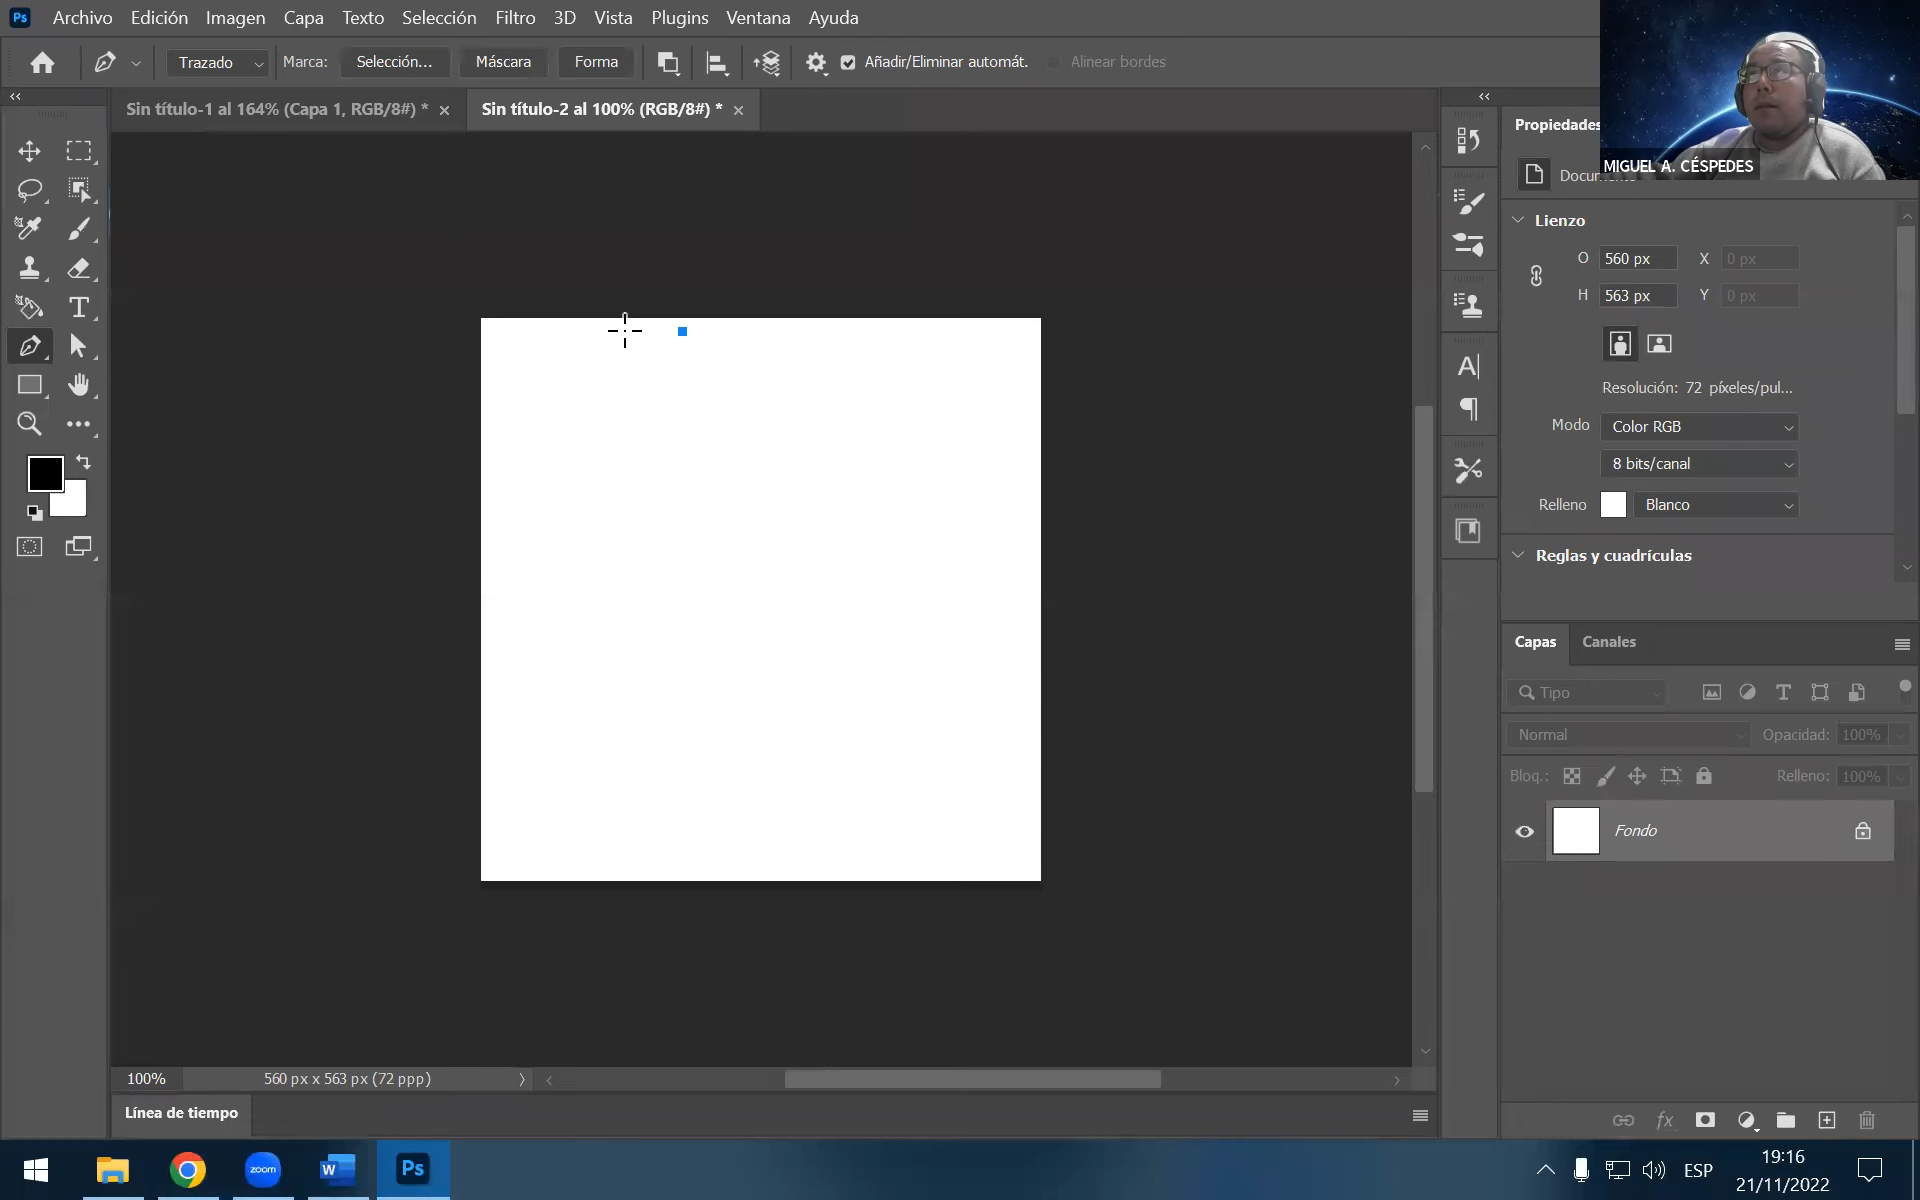 Ps Archivo Edición Imagen Capa Texto Selección Filtro 3D Vista Plugins Ventana Ayuda
Trazado Marca: Selección... Máscara Forma Añadir/Eliminar automát. Alinear bordes
Sin título-1 al 164% (Capa 1, RGB/8#) * Sin título-2 al 100% (RGB/8#) *
Propiedades
MIGUEL A. CÉSPEDES
Lienzo
O 560 px X 0 px
H 563 px Y 0 px
Resolución: 72 píxeles/pul...
Modo Color RGB
8 bits/canal
Relleno Blanco
Reglas y cuadrículas
Capas Canales
Tipo
Normal Opacidad: 100%
Bloq.: Relleno: 100%
Fondo
100% 560 px x 563 px (72 ppp)
Línea de tiempo
zoom W Ps ESP 19:16
21/11/2022